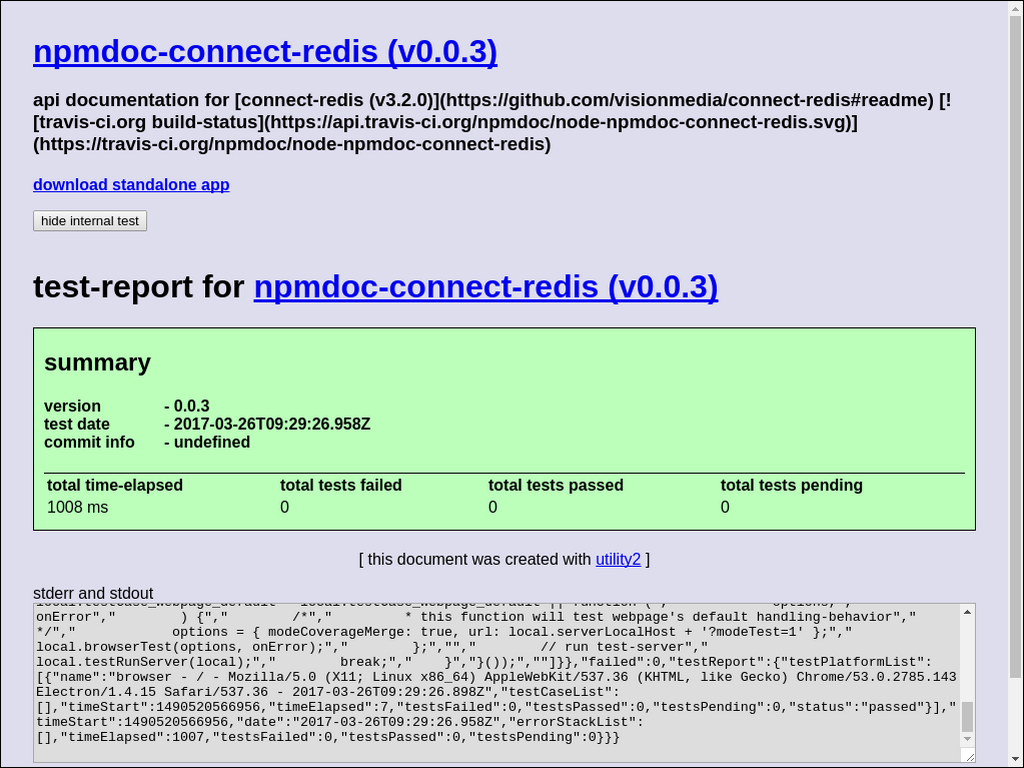 npmdoc-connect-redis (v0.0.3)
api documentation for [connect-redis (v3.2.0)](https://github.com/visionmedia/connect-redis#readme) [!
[travis-ci.org build-status](https://api.travis-ci.org/npmdoc/node-npmdoc-connect-redis.svg)]
(https://travis-ci.org/npmdoc/node-npmdoc-connect-redis)
download standalone app
hide internal test
test-report for npmdoc-connect-redis (v0.0.3)
summary
version - 0.0.3
test date - 2017-03-26T09:29:26.958Z
commit info - undefined
total time-elapsed total tests failed total tests passed total tests pending
1008 ms 0 0 0
[ this document was created with utility2 ]
stderr and stdout
onError","        ) {","        /*","         * this function will test webpage's default handling-behavior","
*/","            options = { modeCoverageMerge: true, url: local.serverLocalHost + '?modeTest=1' };","
local.browserTest(options, onError);","        };","","        // run test-server","
local.testRunServer(local);","        break;","    }","}());",""]}},"failed":0,"testReport":{"testPlatformList":
[{"name":"browser - / - Mozilla/5.0 (X11; Linux x86_64) AppleWebKit/537.36 (KHTML, like Gecko) Chrome/53.0.2785.143
Electron/1.4.15 Safari/537.36 - 2017-03-26T09:29:26.898Z","testCaseList":
[],"timeStart":1490520566956,"timeElapsed":7,"testsFailed":0,"testsPassed":0,"testsPending":0,"status":"passed"}],"
timeStart":1490520566956,"date":"2017-03-26T09:29:26.958Z","errorStackList":
[],"timeElapsed":1007,"testsFailed":0,"testsPassed":0,"testsPending":0}}}